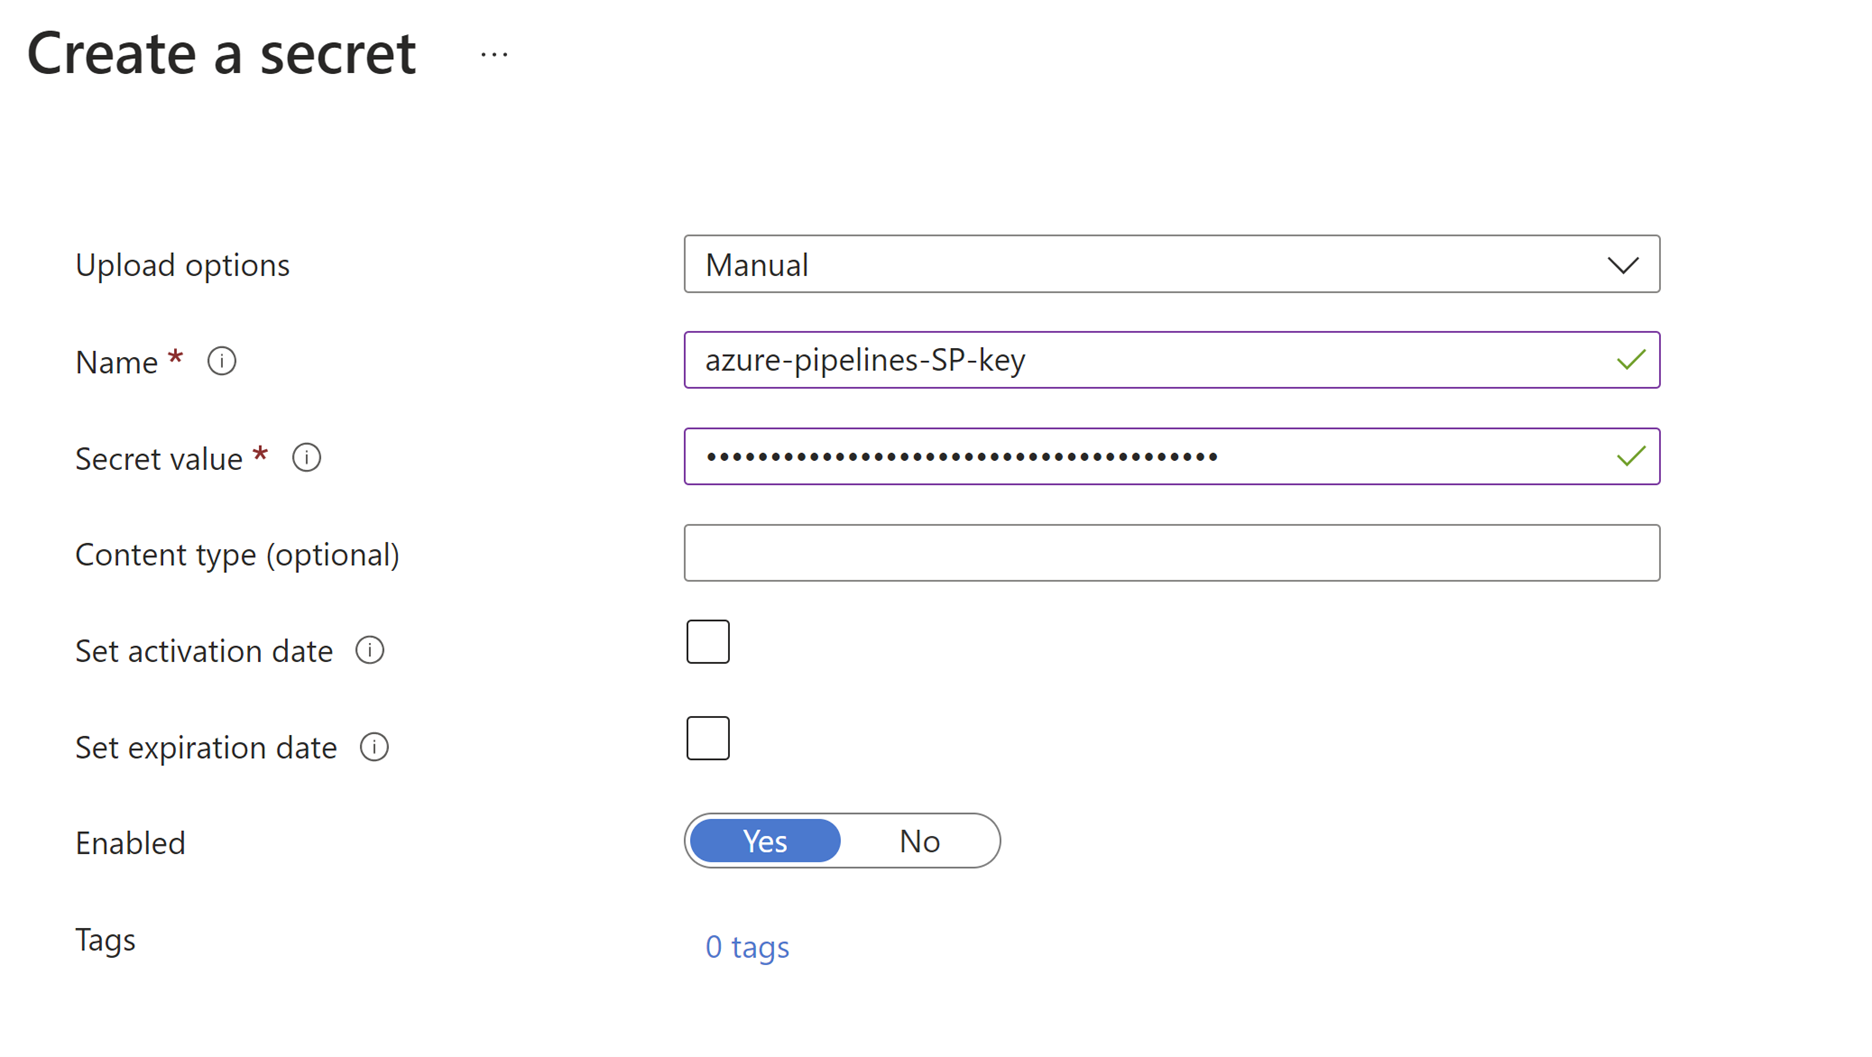 Create a secret ...
Upload options
Manual
Name *
azure-pipelines-SP-key
Secret value *
••••••••••••••••••••••••••••••••••••••••
Content type (optional)
Set activation date
Set expiration date
Enabled
Yes No
Tags
0 tags